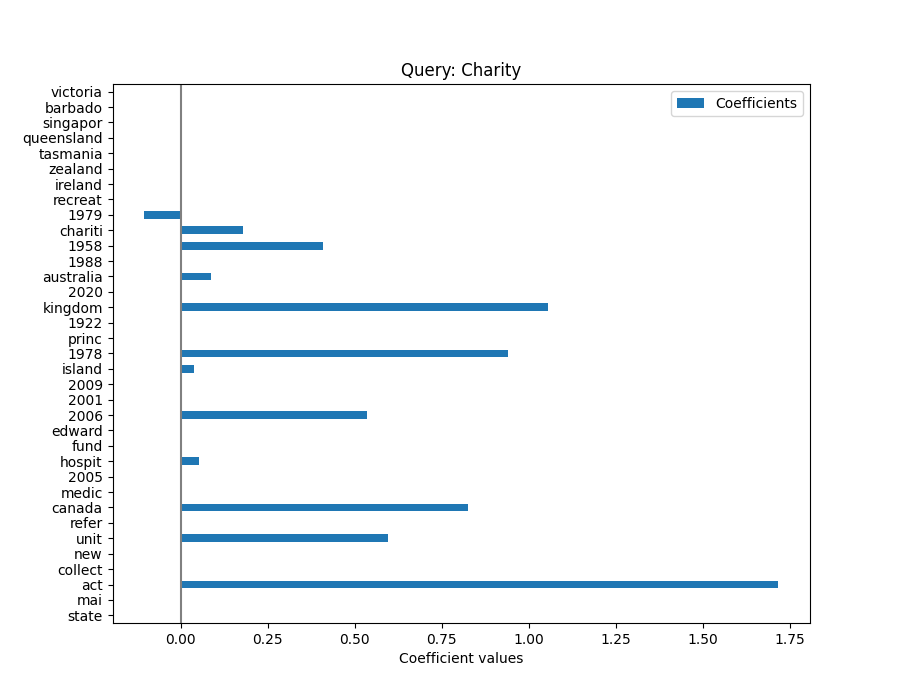 Query: Charity
Coefficients
victoria
barbado
singapor
queensland
tasmania
zealand
ireland
recreat
1979
chariti
1958
1988
australia
2020
kingdom
1922
princ
1978
island
2009
2001
2006
edward
fund
hospit
2005
medic
canada
refer
unit
new
collect
act
mai
state
0.00 0.25 0.50 0.75 1.00 1.25 1.50 1.75
Coefficient values